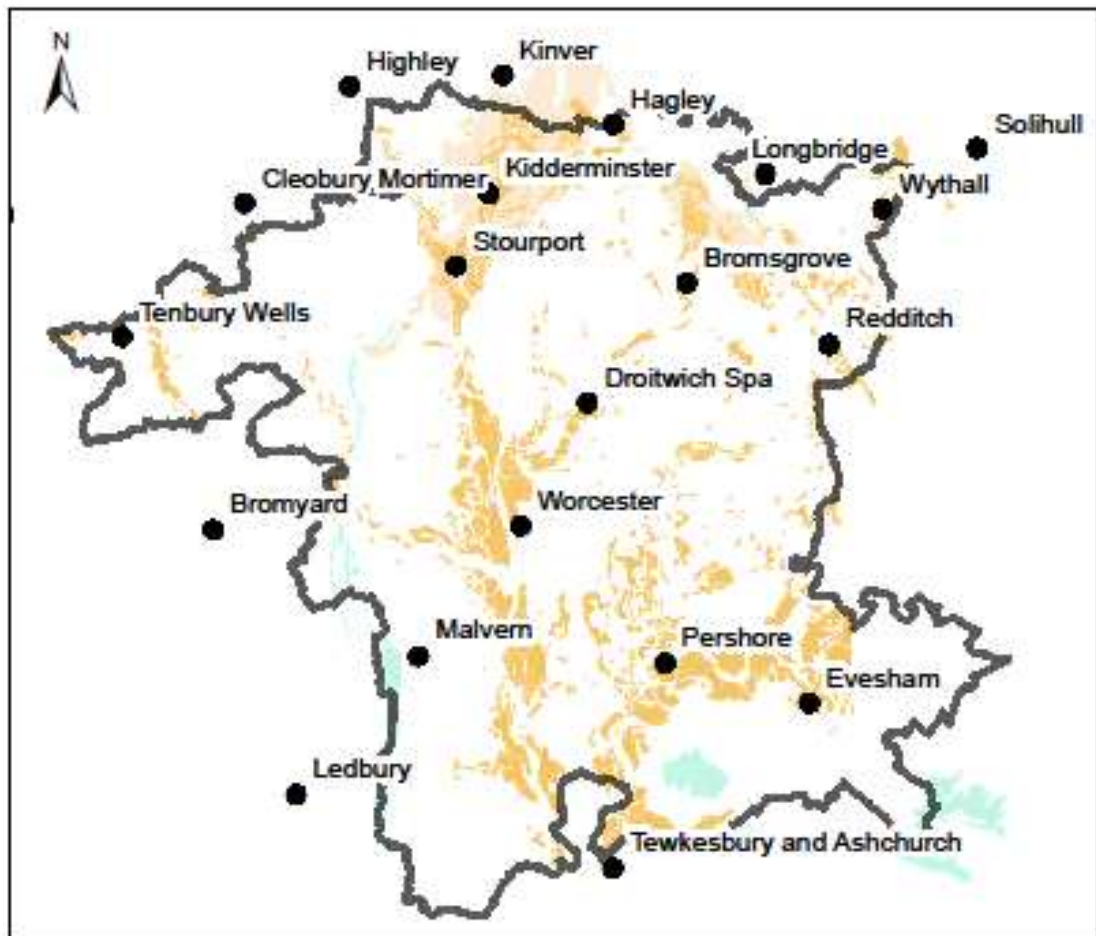 N
Kinver
Highley
Hagley
Solihull
Longbridge
Kidderminster
Cleobury Mortimer
Wythall
Stourport
Bromsgrove
Tenbury Wells
Redditch
Droitwich Spa
Bromyard
Worcester
Malvern
Pershore
Evesham
Ledbury
Tewkesbury and Ashchurch